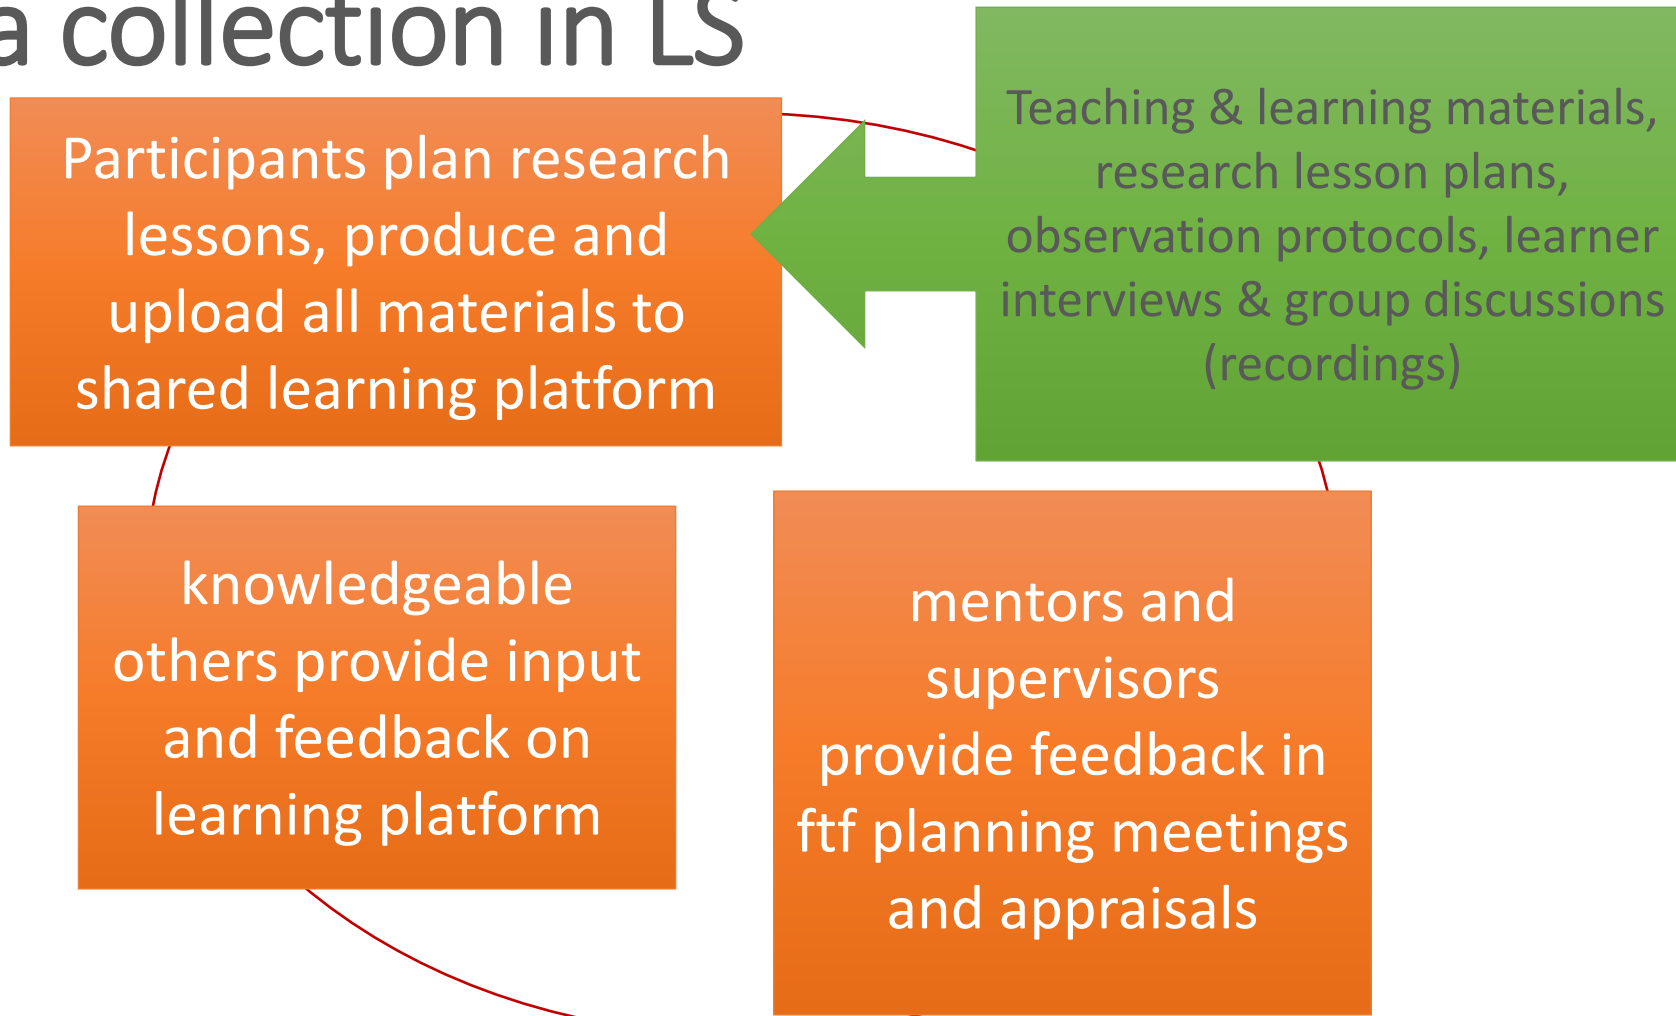 a collection in LS
Participants plan research
lessons, produce and
upload all materials to
shared learning platform
Teaching & learning materials,
research lesson plans,
observation protocols, learner
interviews & group discussions
(recordings)
knowledgeable
others provide input
and feedback on
learning platform
mentors and
supervisors
provide feedback in
ftf planning meetings
and appraisals